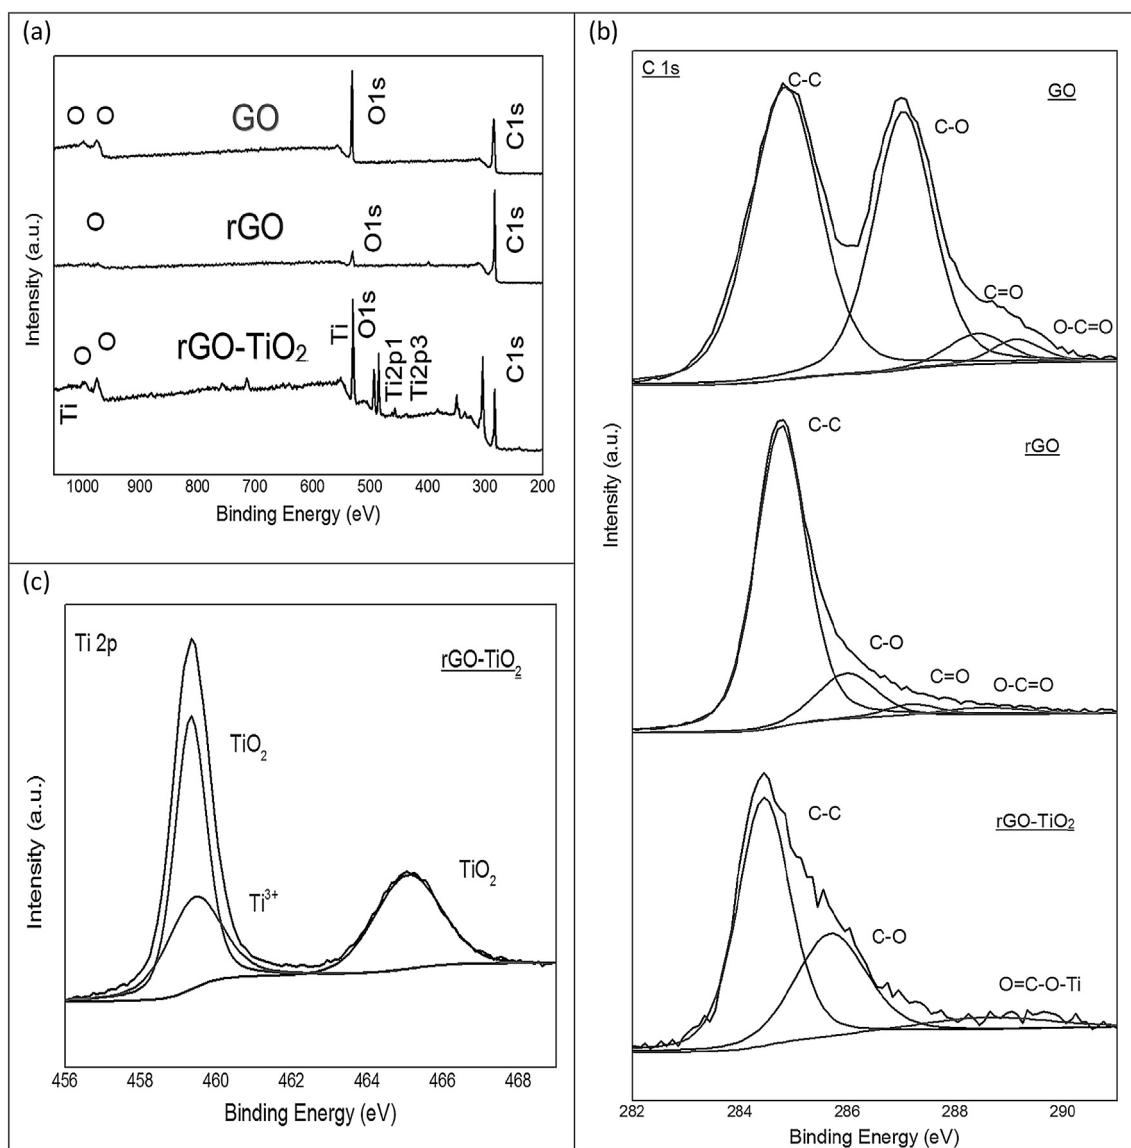 (a)
O O
GO
O1s
C1s
O
rGO
O1s
C1s
O O
rGO-TiO₂
Ti
Ti
O1s
Ti2p1
Ti2p3
C1s
Intensity (a.u.)
1000 900 800 700 600 500 400 300 200
Binding Energy (eV)
(b)
C 1s
GO
C-C
C-O
C=O
O-C=O
rGO
C-C
C-O
C=O
O-C=O
rGO-TiO₂
C-C
C-O
O=C-O-Ti
Intensity (a.u.)
Intensity (a.u.)
282 284 286 288 290
Binding Energy (eV)
(c)
Ti 2p
rGO-TiO₂
TiO₂
Ti³⁺
TiO₂
Intensity (a.u.)
456 458 460 462 464 466 468
Binding Energy (eV)